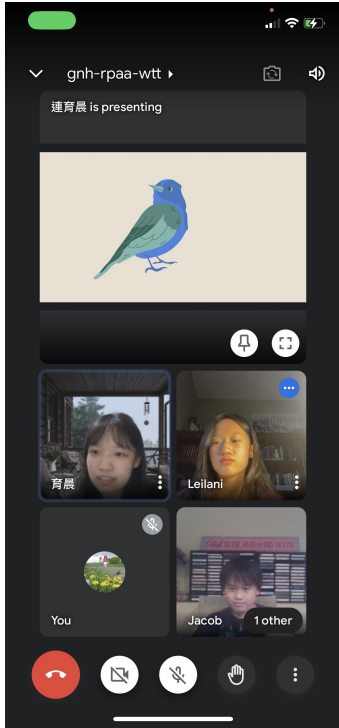 gnh-rpaa-wtt
連育晨 is presenting
育晨
Leilani
You
Jacob
1 other